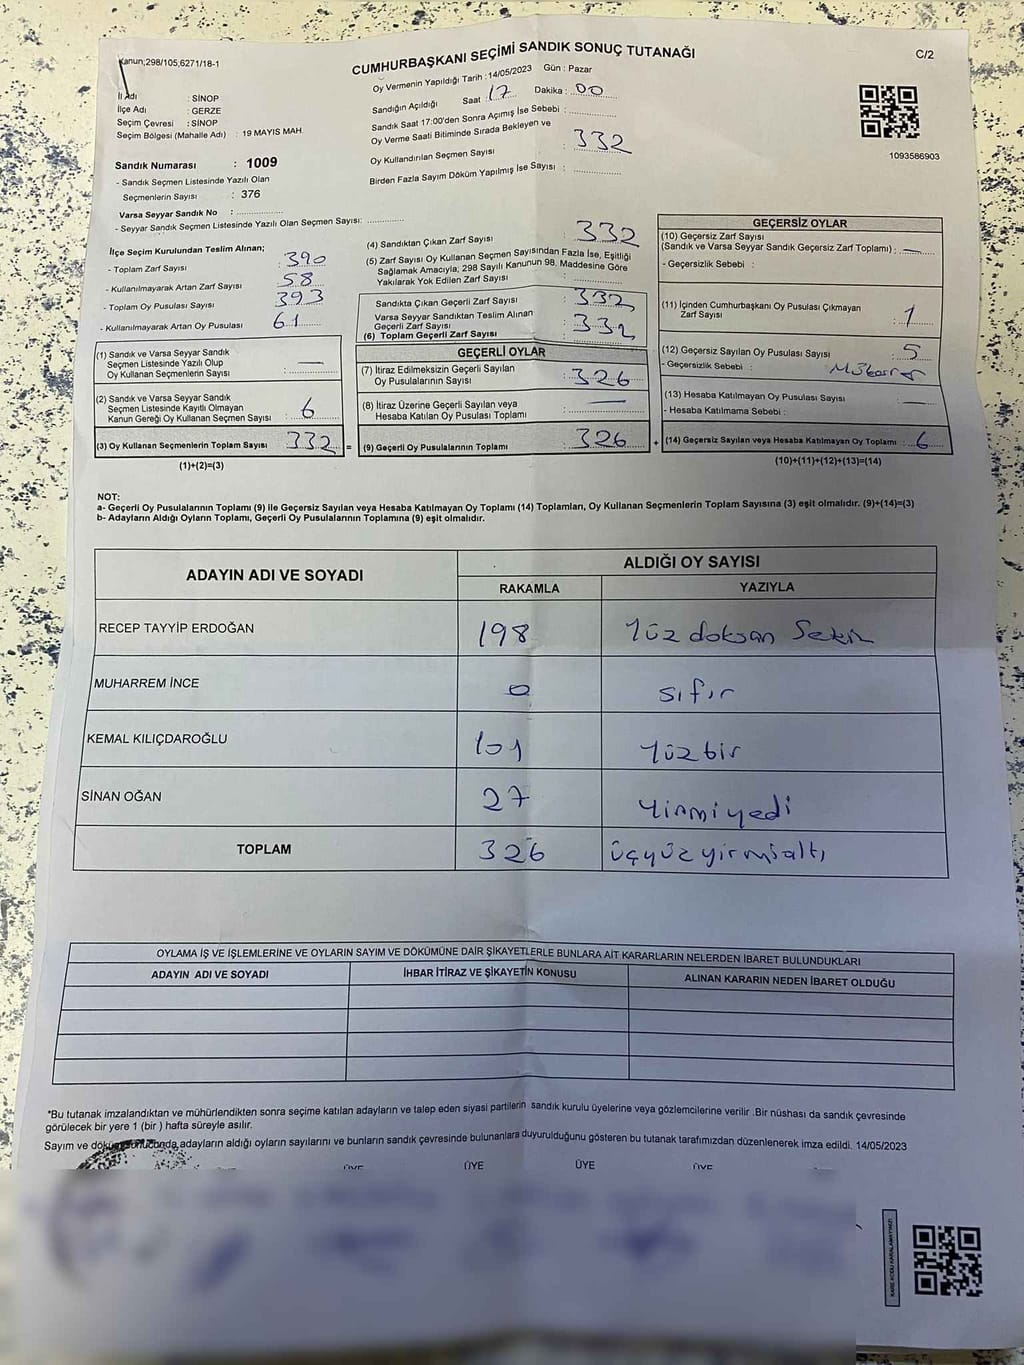 Kanun;298/105,6271/18-1
CUMHURBAŞKANI SEÇİMİ SANDIK SONUÇ TUTANAĞI
C/2
Oy Vermenin Yapıldığı Tarih :14/05/2023 Gün : Pazar
İl Adı : SİNOP
İlçe Adı : GERZE
Seçim Çevresi : SİNOP
Seçim Bölgesi (Mahalle Adı) : 19 MAYIS MAH.
Sandığın Açıldığı Saat : 17 Dakika : 00
Sandık Saat 17:00'den Sonra Açımış İse Sebebi :
Oy Verme Saati Bitiminde Sırada Bekleyen ve
Oy Kullandırılan Seçmen Sayısı : 332
Birden Fazla Sayım Döküm Yapılmış İse Sayısı :
1093586903
Sandık Numarası : 1009
- Sandık Seçmen Listesinde Yazılı Olan
Seçmenlerin Sayısı : 376
Varsa Seyyar Sandık No :
- Seyyar Sandık Seçmen Listesinde Yazılı Olan Seçmen Sayısı:
İlçe Seçim Kurulundan Teslim Alınan;
- Toplam Zarf Sayısı : 390
- Kullanılmayarak Artan Zarf Sayısı : 58
- Toplam Oy Pusulası Sayısı : 393
- Kullanılmayarak Artan Oy Pusulası : 61
(1) Sandık ve Varsa Seyyar Sandık
Seçmen Listesinde Yazılı Olup
Oy Kullanan Seçmenlerin Sayısı : —
(2) Sandık ve Varsa Seyyar Sandık
Seçmen Listesinde Kayıtlı Olmayan
Kanun Gereği Oy Kullanan Seçmen Sayısı : 6
(3) Oy Kullanan Seçmenlerin Toplam Sayısı : 332 =
(1)+(2)=(3)
(4) Sandıktan Çıkan Zarf Sayısı : 332
(5) Zarf Sayısı Oy Kullanan Seçmen Sayısından Fazla İse, Eşitliği
Sağlamak Amacıyla; 298 Sayılı Kanunun 98. Maddesine Göre
Yakılarak Yok Edilen Zarf Sayısı :
Sandıkta Çıkan Geçerli Zarf Sayısı : 332
Varsa Seyyar Sandıktan Teslim Alınan
Geçerli Zarf Sayısı
(6) Toplam Geçerli Zarf Sayısı : 332
GEÇERLİ OYLAR
(7) İtiraz Edilmeksizin Geçerli Sayılan
Oy Pusulalarının Sayısı : 326
(8) İtiraz Üzerine Geçerli Sayılan veya
Hesaba Katılan Oy Pusulası Toplamı : —
(9) Geçerli Oy Pusulalarının Toplamı : 326 +
GEÇERSİZ OYLAR
(10) Geçersiz Zarf Sayısı
(Sandık ve Varsa Seyyar Sandık Geçersiz Zarf Toplamı) : —
- Geçersizlik Sebebi :
(11) İçinden Cumhurbaşkanı Oy Pusulası Çıkmayan
Zarf Sayısı : 1
(12) Geçersiz Sayılan Oy Pusulası Sayısı : 5
- Geçersizlik Sebebi :
(13) Hesaba Katılmayan Oy Pusulası Sayısı : —
- Hesaba Katılmama Sebebi :
(14) Geçersiz Sayılan veya Hesaba Katılmayan Oy Toplamı : 6
(10)+(11)+(12)+(13)=(14)
NOT:
a- Geçerli Oy Pusulalarının Toplamı (9) ile Geçersiz Sayılan veya Hesaba Katılmayan Oy Toplamı (14) Toplamları, Oy Kullanan Seçmenlerin Toplam Sayısına (3) eşit olmalıdır. (9)+(14)=(3)
b- Adayların Aldığı Oyların Toplamı, Geçerli Oy Pusulalarının Toplamına (9) eşit olmalıdır.
ADAYIN ADI VE SOYADI
ALDIĞI OY SAYISI
RAKAMLA YAZIYLA
RECEP TAYYİP ERDOĞAN 198 Yüz doksan Sekiz
MUHARREM İNCE 0 sıfır
KEMAL KILIÇDAROĞLU 101 Yüzbir
SİNAN OĞAN 27 Yirmiyedi
TOPLAM 326 üçyüzyirmialtı
OYLAMA İŞ VE İŞLEMLERİNE VE OYLARIN SAYIM VE DÖKÜMÜNE DAİR ŞİKAYETLERLE BUNLARA AİT KARARLARIN NELERDEN İBARET BULUNDUKLARI
ADAYIN ADI VE SOYADI İHBAR İTİRAZ VE ŞİKAYETİN KONUSU ALINAN KARARIN NEDEN İBARET OLDUĞU
*Bu tutanak imzalandıktan ve mühürlendikten sonra seçime katılan adayların ve talep eden siyasi partilerin sandık kurulu üyelerine veya gözlemcilerine verilir .Bir nüshası da sandık çevresinde
görülecek bir yere 1 (bir ) hafta süreyle asılır.
Sayım ve döküm sonucunda adayların aldığı oyların sayılarını ve bunların sandık çevresinde bulunanlara duyurulduğunu gösteren bu tutanak tarafımızdan düzenlenerek imza edildi. 14/05/2023
ÜYE ÜYE ÜYE ÜYE
KARE KODU KARALAMAYINIZ!